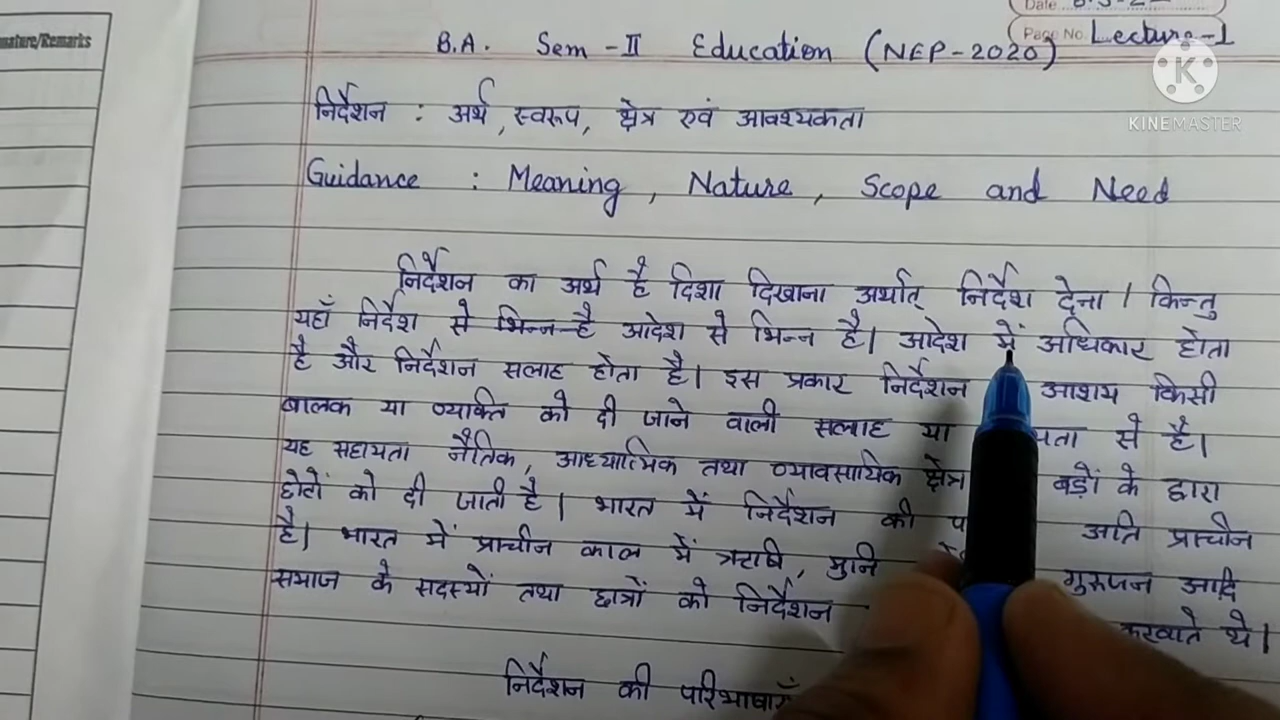 nature/Remarks
Date
Page No. Lecture-1
B.A. Sem-II Education (NEP-2020)
KINEMASTER
निर्देशन : अर्थ, स्वरूप, क्षेत्र एवं आवश्यकता
Guidance : Meaning, Nature, Scope and Need
निर्देशन का अर्थ है दिशा दिखाना अर्थात् निर्देश देना। किन्तु
यहाँ निर्देश से भिन्न है आदेश से भिन्न है। आदेश में अधिकार होता
है और निर्देशन सलाह होता है। इस प्रकार निर्देशन आशय किसी
बालक या व्यक्ति को दी जाने वाली सलाह या से है।
यह सहायता नैतिक, आध्यात्मिक तथा व्यावसायिक क्षेत्र बड़ों के द्वारा
छोटों को दी जाती है। भारत में निर्देशन की अति प्राचीन
है। भारत में प्राचीन काल में ऋषि, मुनि गुरुजन आदि
समाज के सदस्यों तथा छात्रों को निर्देशन करवाते थे।
निर्देशन की परिभाषाएँ